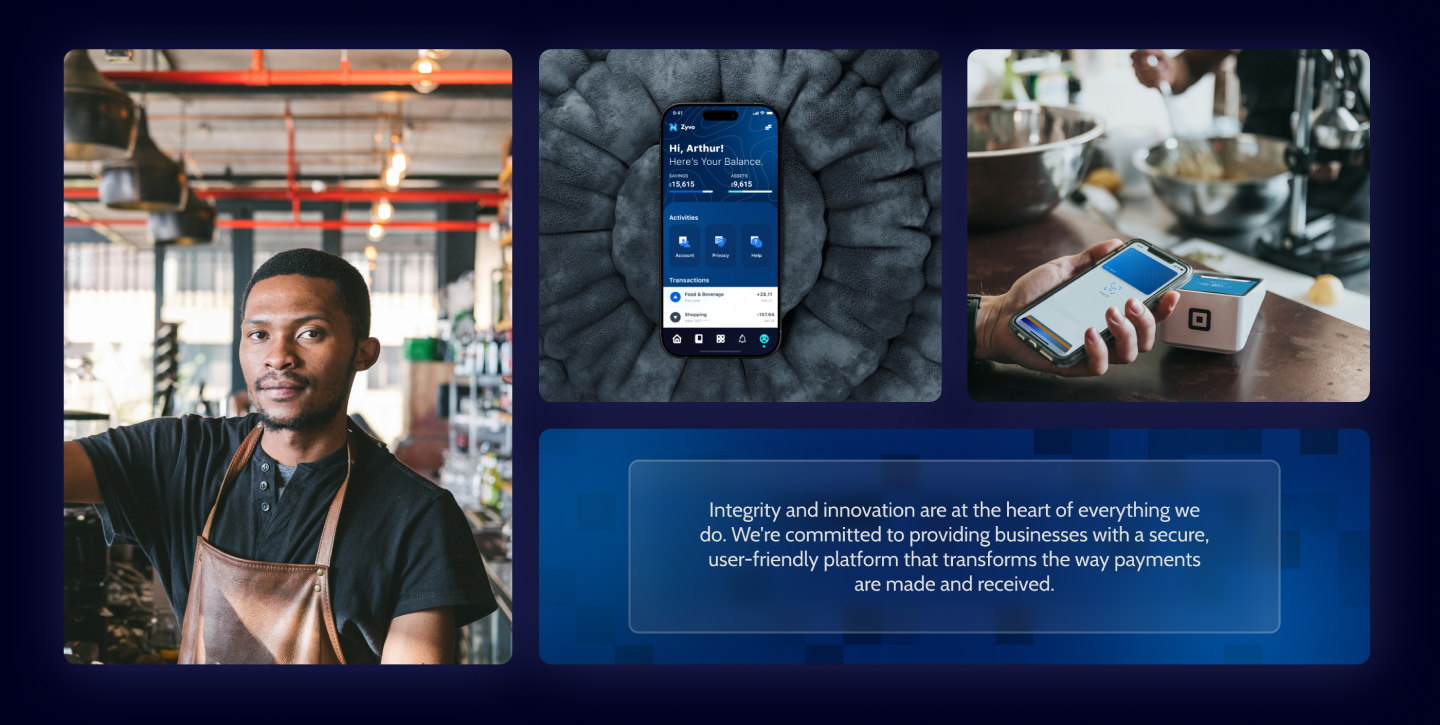 9:41
Zyvo
Hi, Arthur!
Here's Your Balance.
SAVINGS
15,615
ASSETS
9,615
Activities
Account
Privacy
Help
Transactions
Food & Beverage
+28.11
Shopping
-157.64
Integrity and innovation are at the heart of everything we
do. We're committed to providing businesses with a secure,
user-friendly platform that transforms the way payments
are made and received.